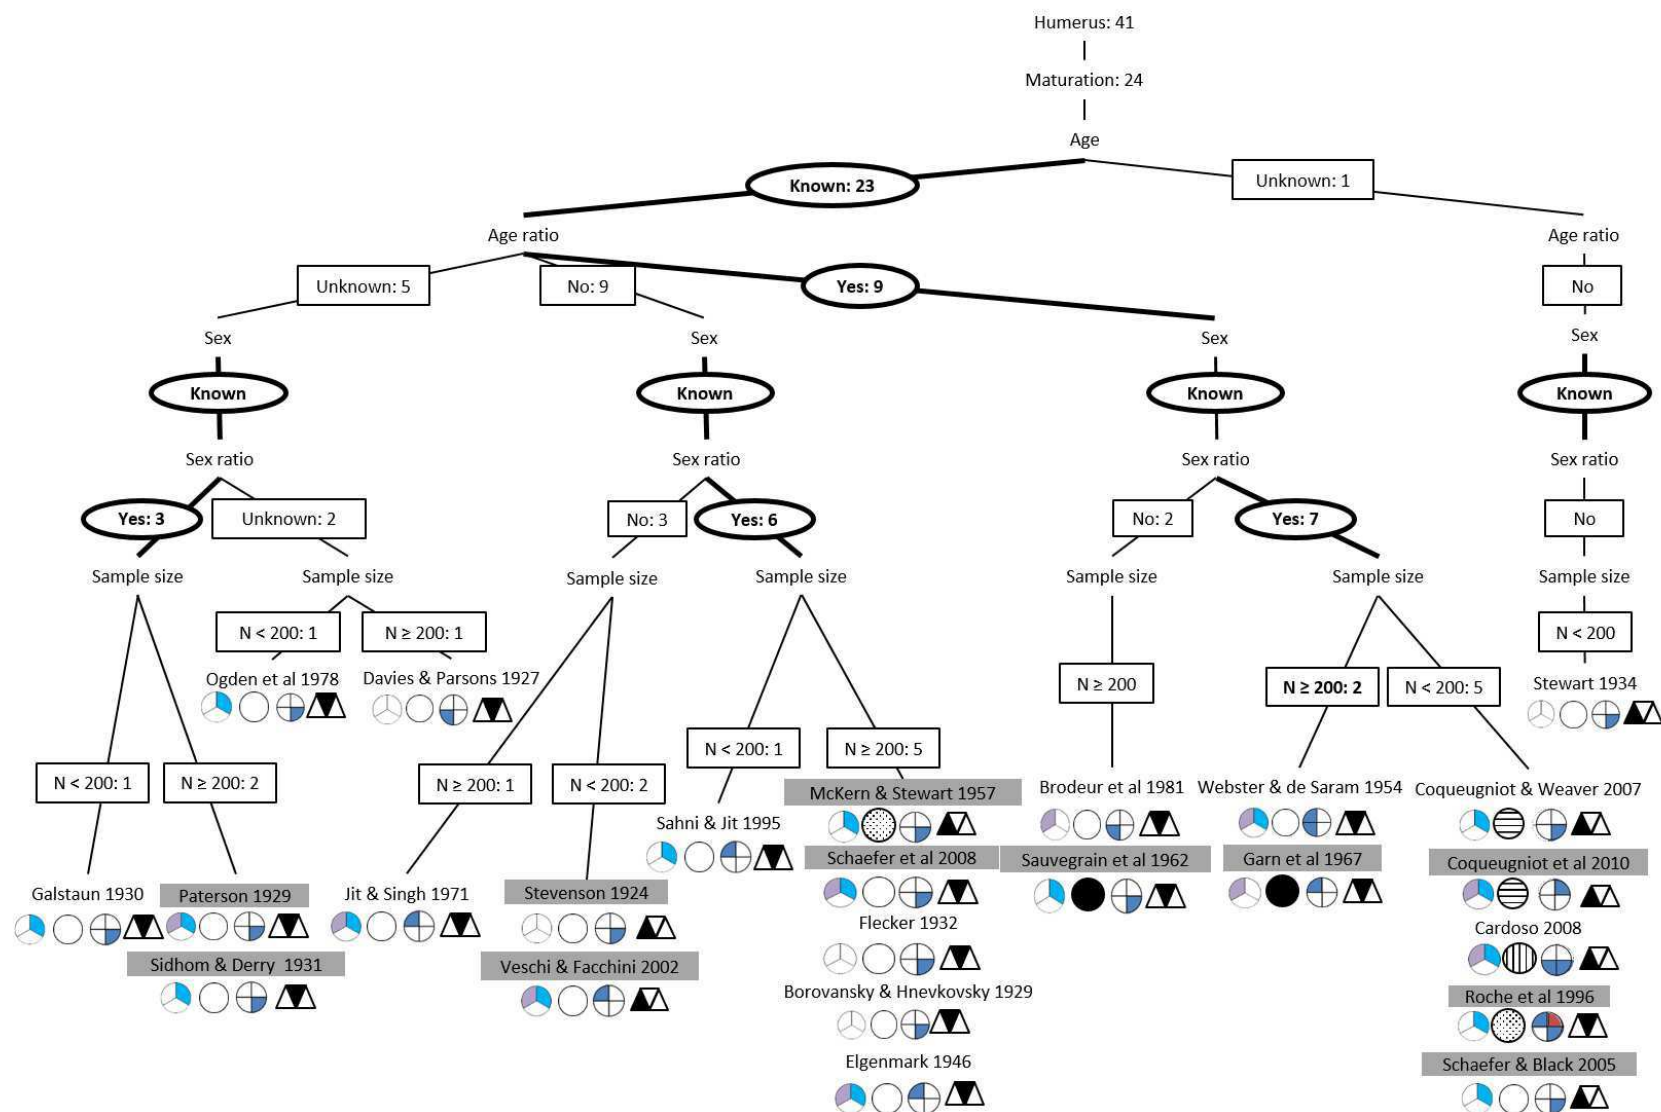 Humerus: 41
Maturation: 24
Age
Known: 23
Unknown: 1
Age ratio
Age ratio
Unknown: 5
No: 9
Yes: 9
No
Sex
Sex
Sex
Sex
Known
Known
Known
Known
Sex ratio
Sex ratio
Sex ratio
Sex ratio
Yes: 3
Unknown: 2
No: 3
Yes: 6
No: 2
Yes: 7
No
Sample size
Sample size
Sample size
Sample size
Sample size
Sample size
Sample size
N < 200: 1
N ≥ 200: 1
N < 200
Ogden et al 1978
Davies & Parsons 1927
N ≥ 200
N ≥ 200: 2
N < 200: 5
Stewart 1934
N < 200: 1
N ≥ 200: 2
N ≥ 200: 1
N < 200: 2
N < 200: 1
N ≥ 200: 5
McKern & Stewart 1957
Brodeur et al 1981
Webster & de Saram 1954
Coqueugniot & Weaver 2007
Sahni & Jit 1995
Schaefer et al 2008
Sauvegrain et al 1962
Garn et al 1967
Coqueugniot et al 2010
Galstaun 1930
Paterson 1929
Jit & Singh 1971
Stevenson 1924
Flecker 1932
Cardoso 2008
Sidhom & Derry 1931
Veschi & Facchini 2002
Borovansky & Hnevkovsky 1929
Roche et al 1996
Elgenmark 1946
Schaefer & Black 2005